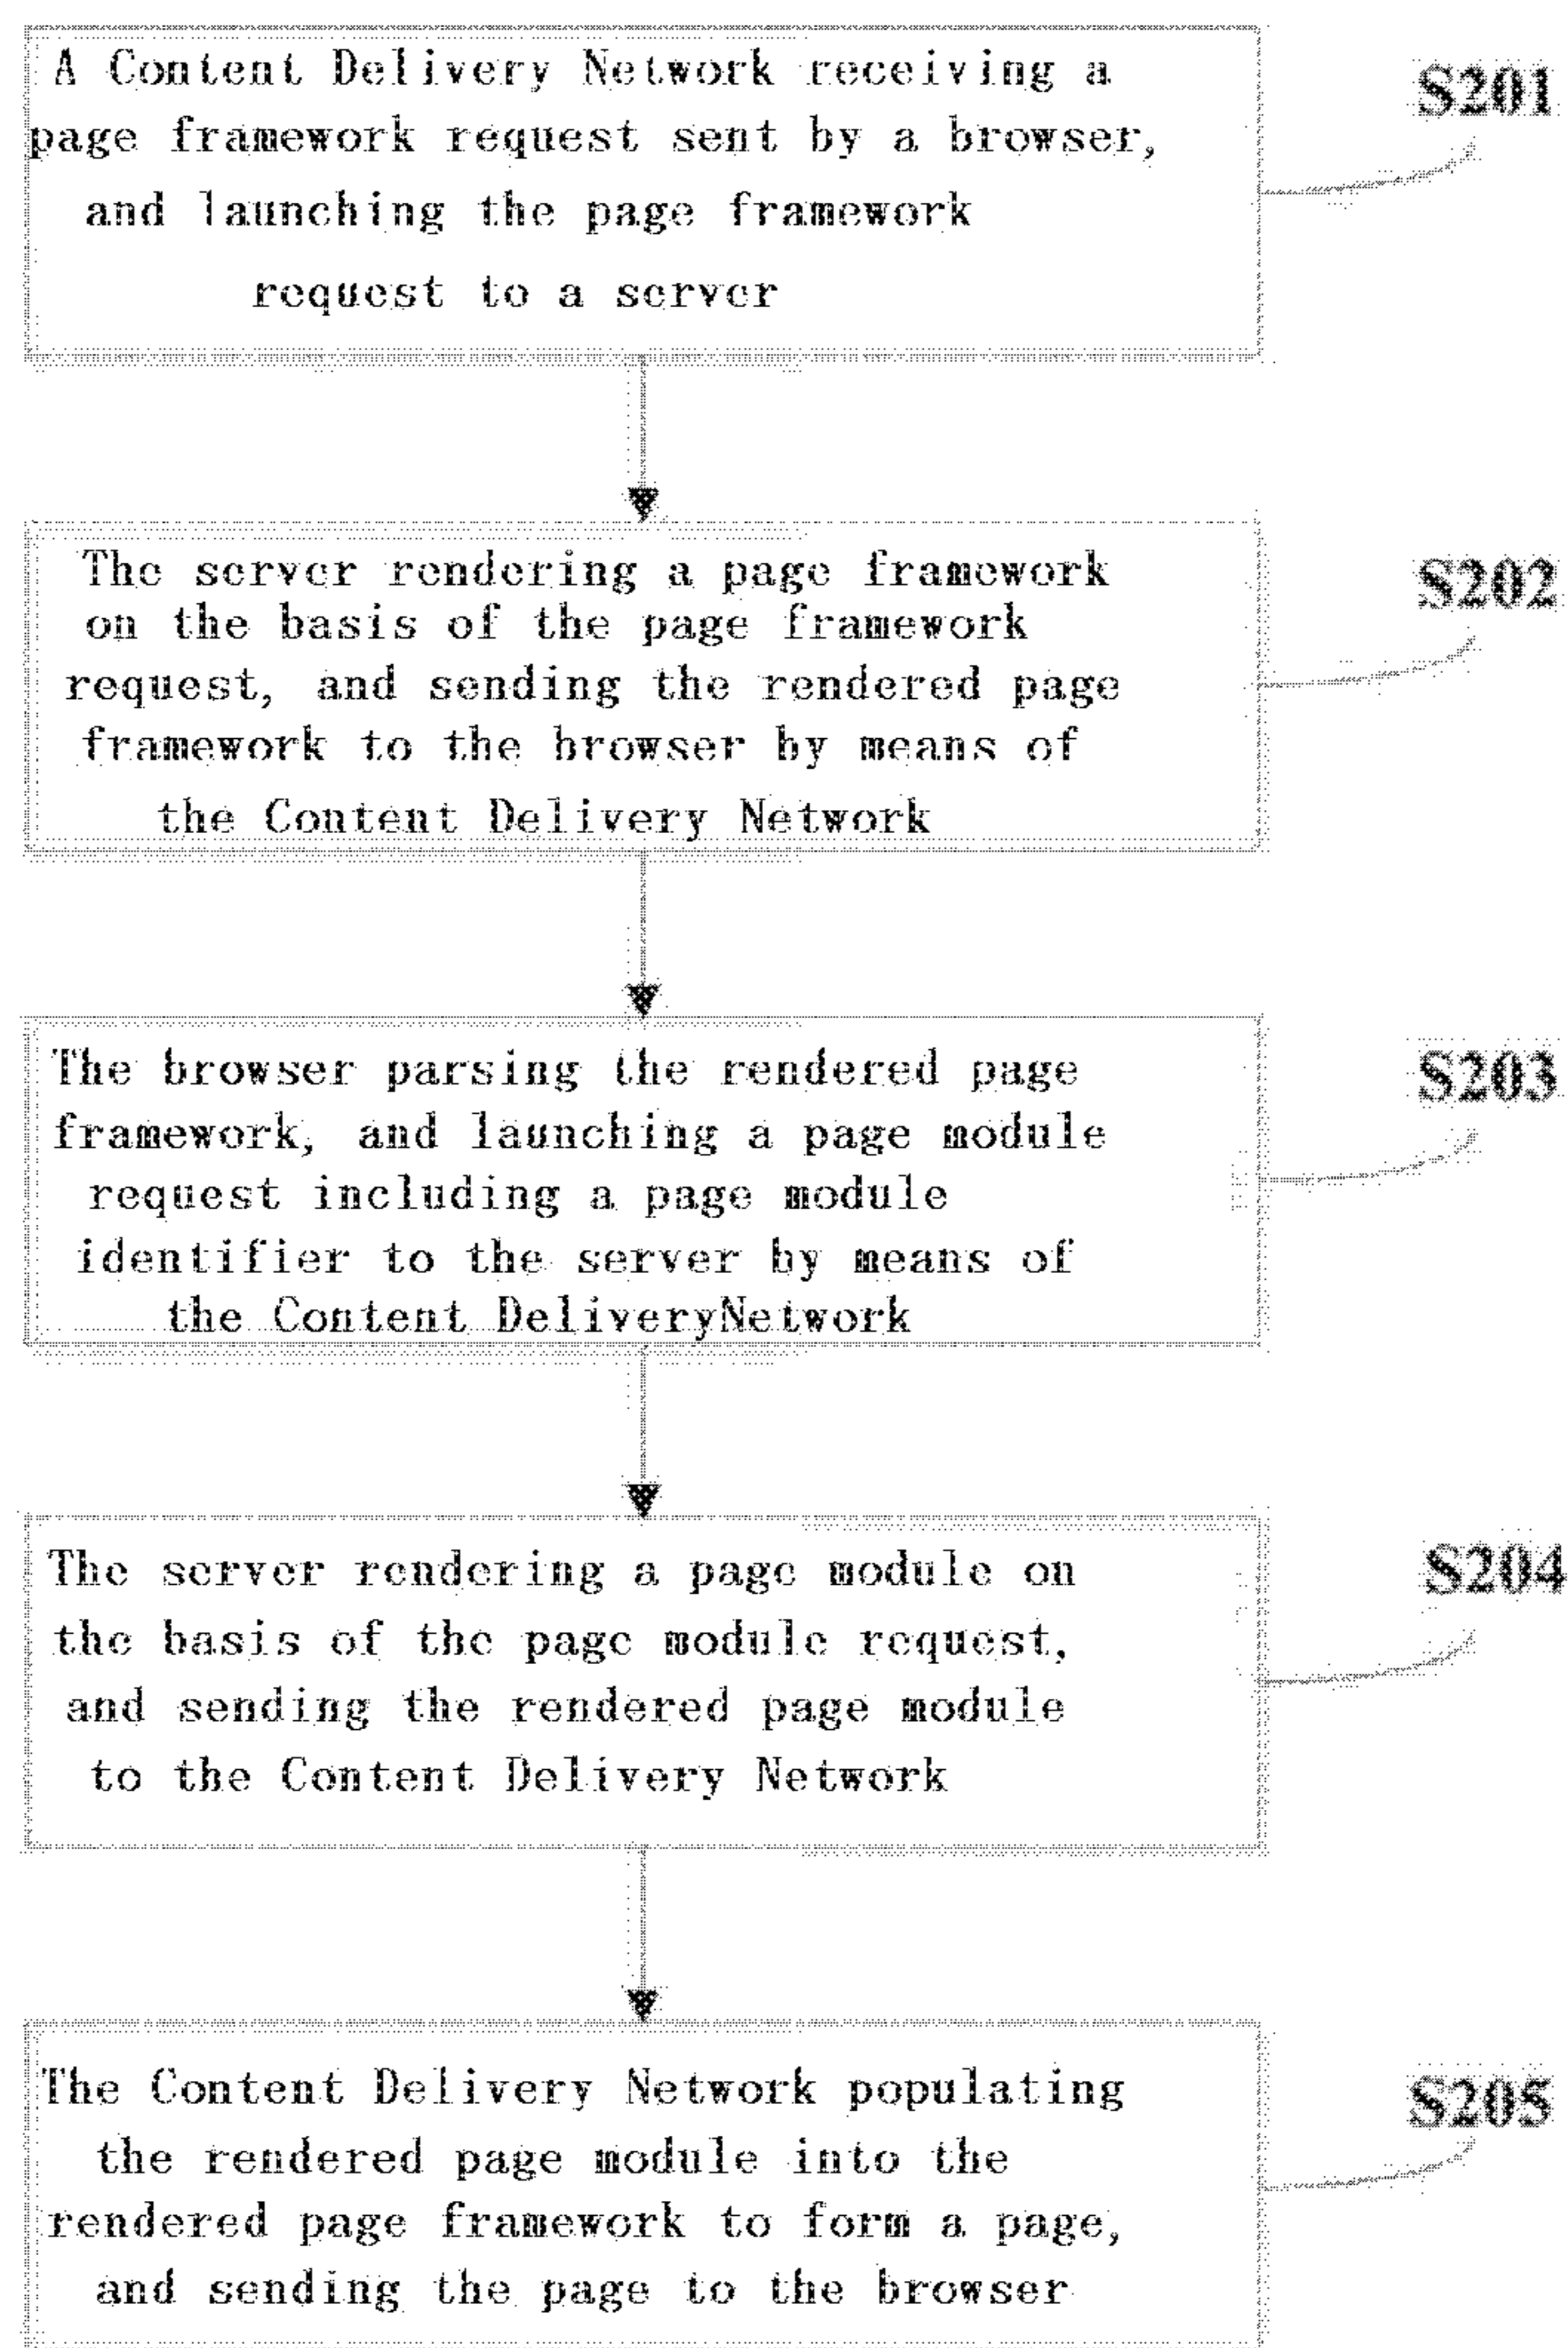 A Content Delivery Network receiving a
page framework request sent by a browser,
and launching the page framework
request to a server
S201
The server rendering a page framework
on the basis of the page framework
request, and sending the rendered page
framework to the browser by means of
the Content Delivery Network
S202
The browser parsing the rendered page
framework, and launching a page module
request including a page module
identifier to the server by means of
the Content DeliveryNetwork
S203
The server rendering a page module on
the basis of the page module request,
and sending the rendered page module
to the Content Delivery Network
S204
The Content Delivery Network populating
the rendered page module into the
rendered page framework to form a page,
and sending the page to the browser
S205